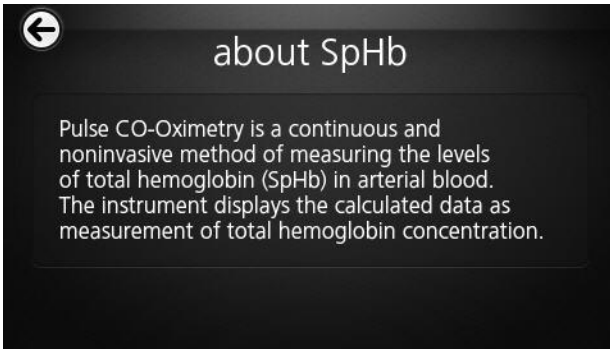 about SpHb
Pulse CO-Oximetry is a continuous and
noninvasive method of measuring the levels
of total hemoglobin (SpHb) in arterial blood.
The instrument displays the calculated data as
measurement of total hemoglobin concentration.